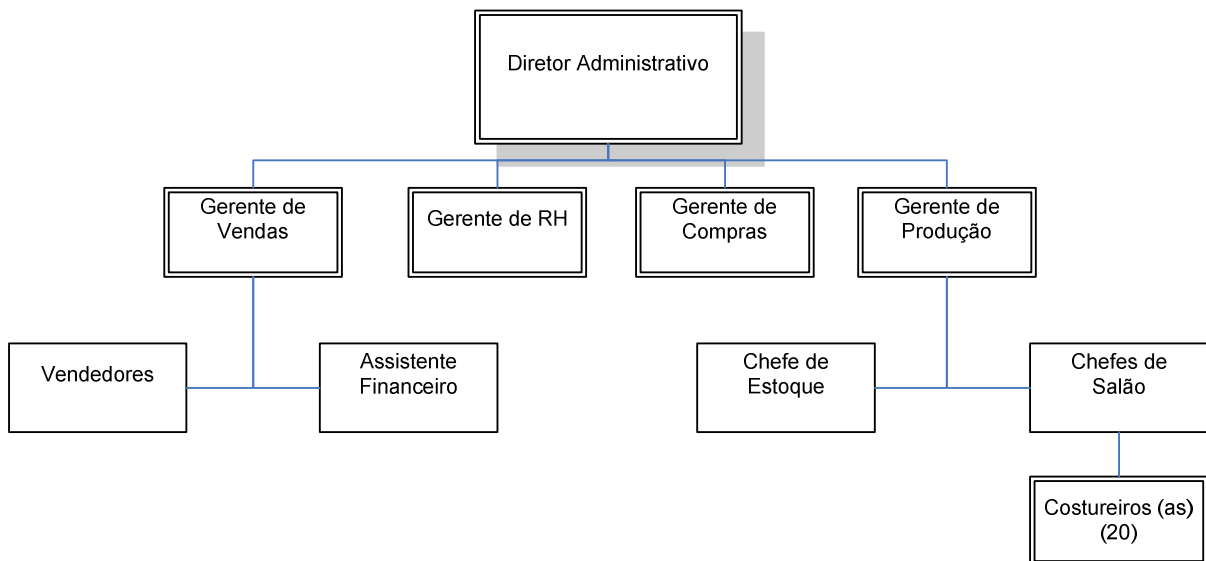 Diretor Administrativo
Gerente de
Vendas
Gerente de RH
Gerente de
Compras
Gerente de
Produção
Vendedores
Assistente
Financeiro
Chefe de
Estoque
Chefes de
Salão
Costureiros (as)
(20)